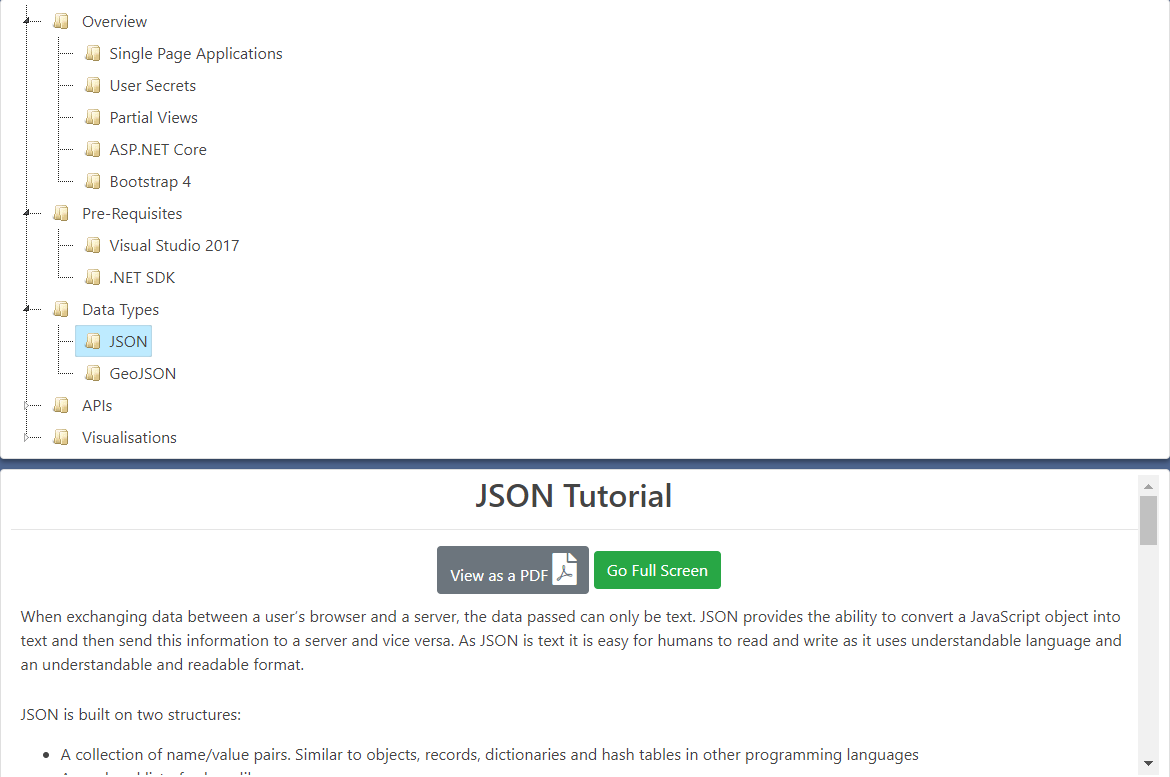 Overview
Single Page Applications
User Secrets
Partial Views
ASP.NET Core
Bootstrap 4
Pre-Requisites
Visual Studio 2017
.NET SDK
Data Types
JSON
GeoJSON
APIs
Visualisations
JSON Tutorial
View as a PDF
Go Full Screen
When exchanging data between a user’s browser and a server, the data passed can only be text. JSON provides the ability to convert a JavaScript object into
text and then send this information to a server and vice versa. As JSON is text it is easy for humans to read and write as it uses understandable language and
an understandable and readable format.
JSON is built on two structures:
• A collection of name/value pairs. Similar to objects, records, dictionaries and hash tables in other programming languages